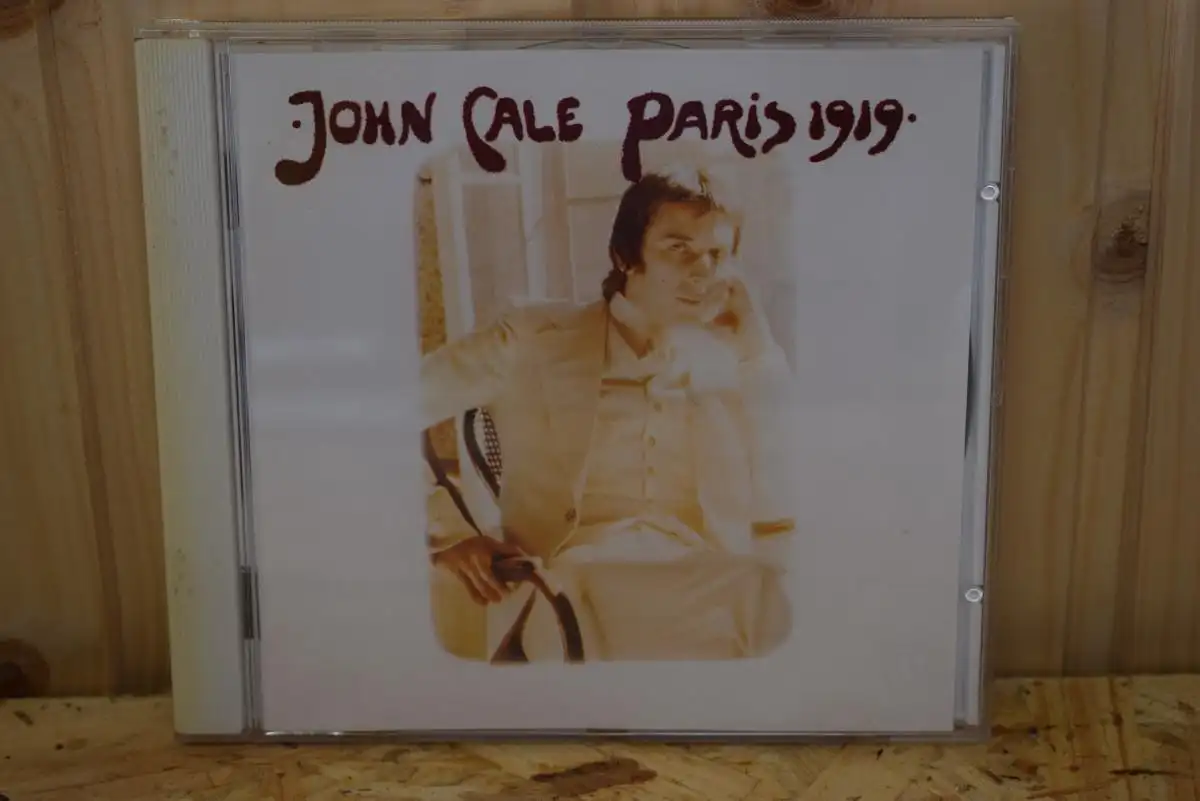 ·JOHN CALE PARiS 1919·